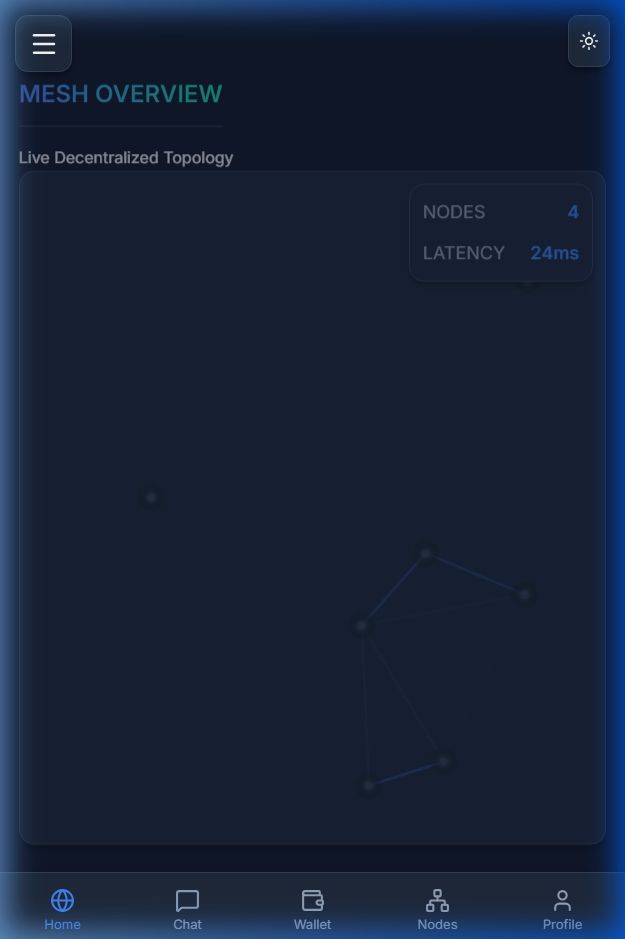 MESH OVERVIEW
Live Decentralized Topology
NODES 4
LATENCY 24ms
Home Chat Wallet Nodes Profile